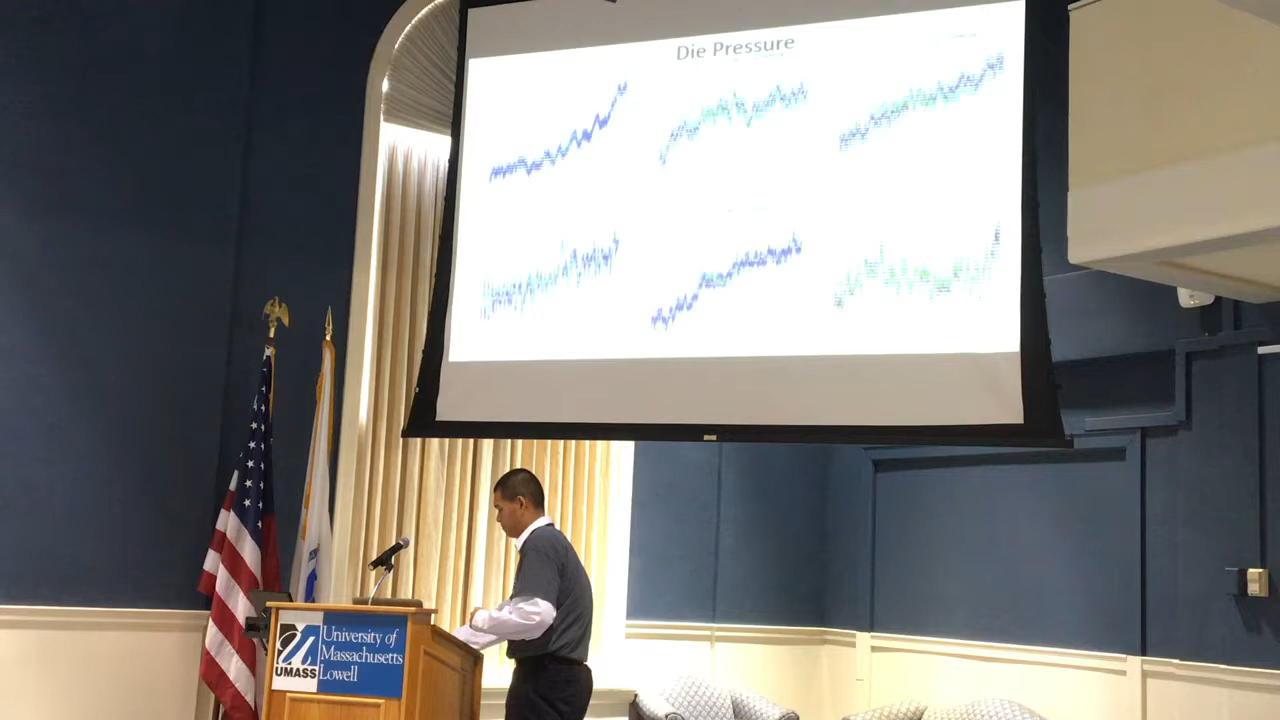 Die Pressure
University of
Massachusetts
Lowell
UMASS